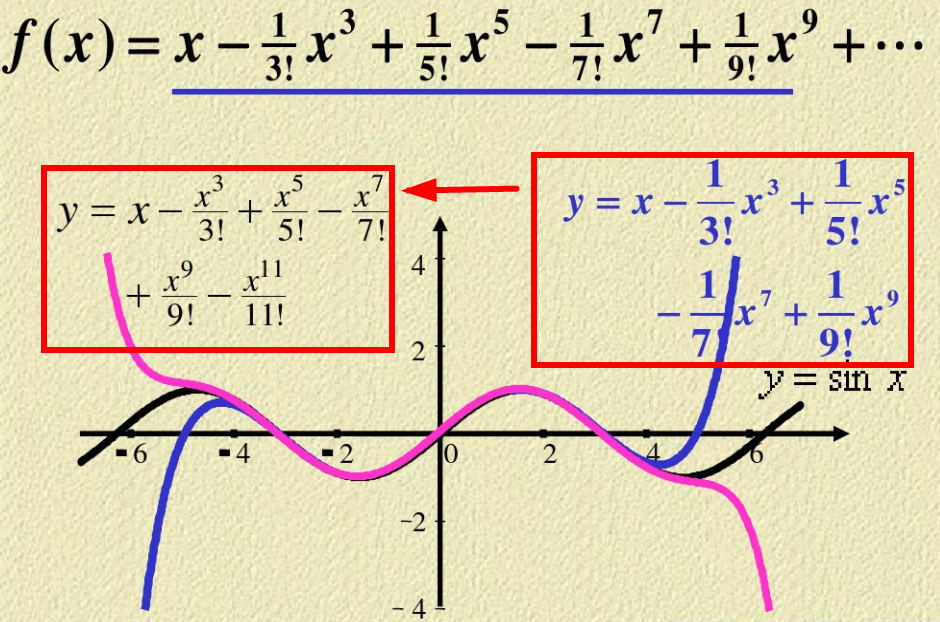 f(x) = x − 1/3! x³ + 1/5! x⁵ − 1/7! x⁷ + 1/9! x⁹ + ⋯
y = x − x³/3! + x⁵/5! − x⁷/7!
+ x⁹/9! − x¹¹/11!
y = x − 1/3! x³ + 1/5! x⁵
− 1/7! x⁷ + 1/9! x⁹
y = sin x
4
2
-6 -4 -2 0 2 4 6
-2
-4